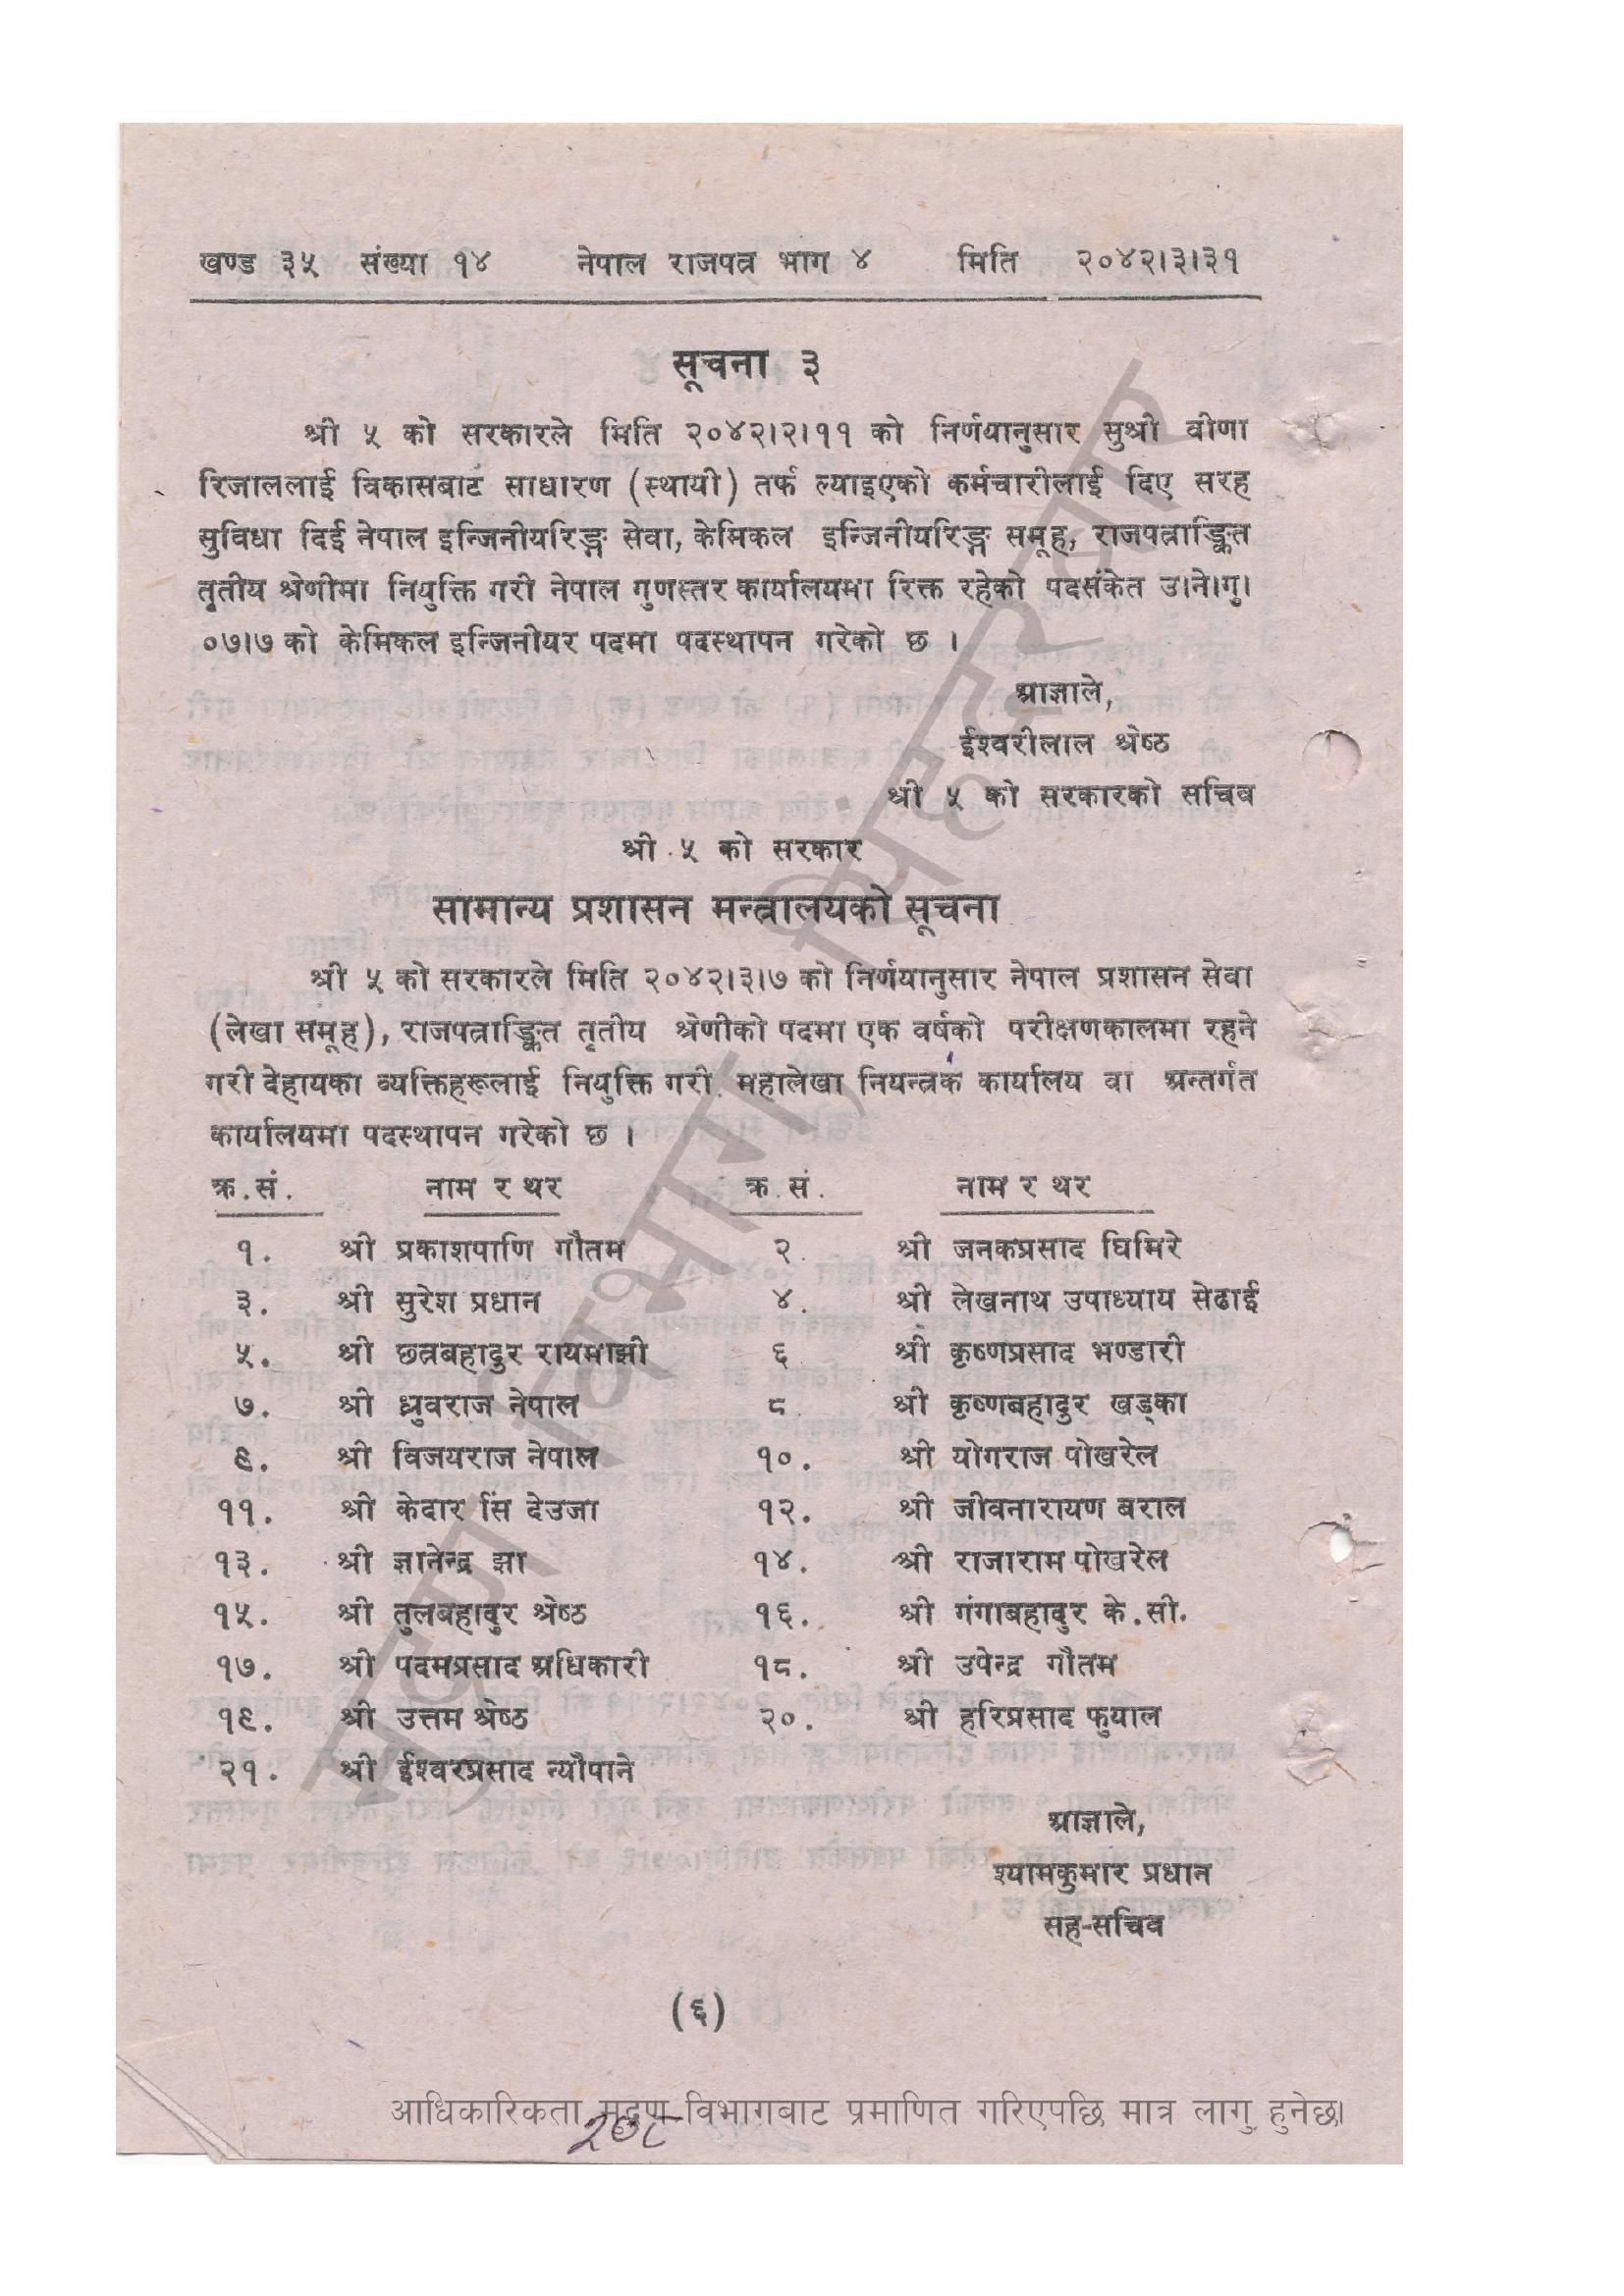 खण्ड ३५ संख्या १४ नेपाल राजपत्र भाग ४ मिति २०४२।३।३१
सूचना ३
श्री ५ को सरकारले मिति २०४२।२।११ को निर्णयानुसार सुश्री वीणा
रिजाललाई विकासबाट साधारण (स्थायी) तर्फ ल्याइएको कर्मचारीलाई दिए सरह
सुविधा दिई नेपाल इन्जिनीयरिङ्ग सेवा, केमिकल इन्जिनीयरिङ्ग समूह, राजपत्राङ्कित
तृतीय श्रेणीमा नियुक्ति गरी नेपाल गुणस्तर कार्यालयमा रिक्त रहेको पदसंकेत उ।ने।गु।
०७।७ को केमिकल इन्जिनीयर पदमा पदस्थापन गरेको छ ।
आज्ञाले,
ईश्वरीलाल श्रेष्ठ
श्री ५ को सरकारको सचिव
श्री ५ को सरकार
सामान्य प्रशासन मन्त्रालयको सूचना
श्री ५ को सरकारले मिति २०४२।३।७ को निर्णयानुसार नेपाल प्रशासन सेवा
(लेखा समूह), राजपत्राङ्कित तृतीय श्रेणीको पदमा एक वर्षको परीक्षणकालमा रहने
गरी देहायका व्यक्तिहरूलाई नियुक्ति गरी महालेखा नियन्त्रक कार्यालय वा अन्तर्गत
कार्यालयमा पदस्थापन गरेको छ ।
क्र.सं. नाम र थर क्र.सं. नाम र थर
१. श्री प्रकाशपाणि गौतम २. श्री जनकप्रसाद घिमिरे
३. श्री सुरेश प्रधान ४. श्री लेखनाथ उपाध्याय सेढाई
५. श्री छत्रबहादुर रायमाझी ६ श्री कृष्णप्रसाद भण्डारी
७. श्री ध्रुवराज नेपाल ८ श्री कृष्णबहादुर खड्का
९. श्री विजयराज नेपाल १०. श्री योगराज पोखरेल
११. श्री केदार सिं देउजा १२. श्री जीवनारायण बराल
१३. श्री ज्ञानेन्द्र झा १४. श्री राजाराम पोखरेल
१५. श्री तुलबहादुर श्रेष्ठ १६. श्री गंगाबहादुर के.सी.
१७. श्री पदमप्रसाद अधिकारी १८. श्री उपेन्द्र गौतम
१९. श्री उत्तम श्रेष्ठ २०. श्री हरिप्रसाद फुयाल
२१. श्री ईश्वरप्रसाद न्यौपाने
आज्ञाले,
श्यामकुमार प्रधान
सह-सचिव
(६)
मुद्रण विभाग, सिंहदरबार
आधिकारिकता मुद्रण विभागबाट प्रमाणित गरिएपछि मात्र लागु हुनेछ।
२७८